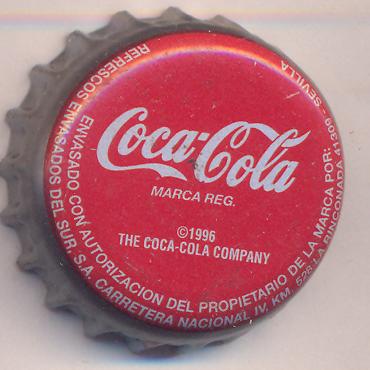 Coca-Cola
MARCA REG.
©1996
THE COCA-COLA COMPANY
ENVASADO CON AUTORIZACION DEL PROPIETARIO DE LA MARCA POR:
REFRESCOS ENVASADOS DEL SUR, S.A. CARRETERA NACIONAL IV, KM. 528 LA RINCONADA 41309 - SEVILLA